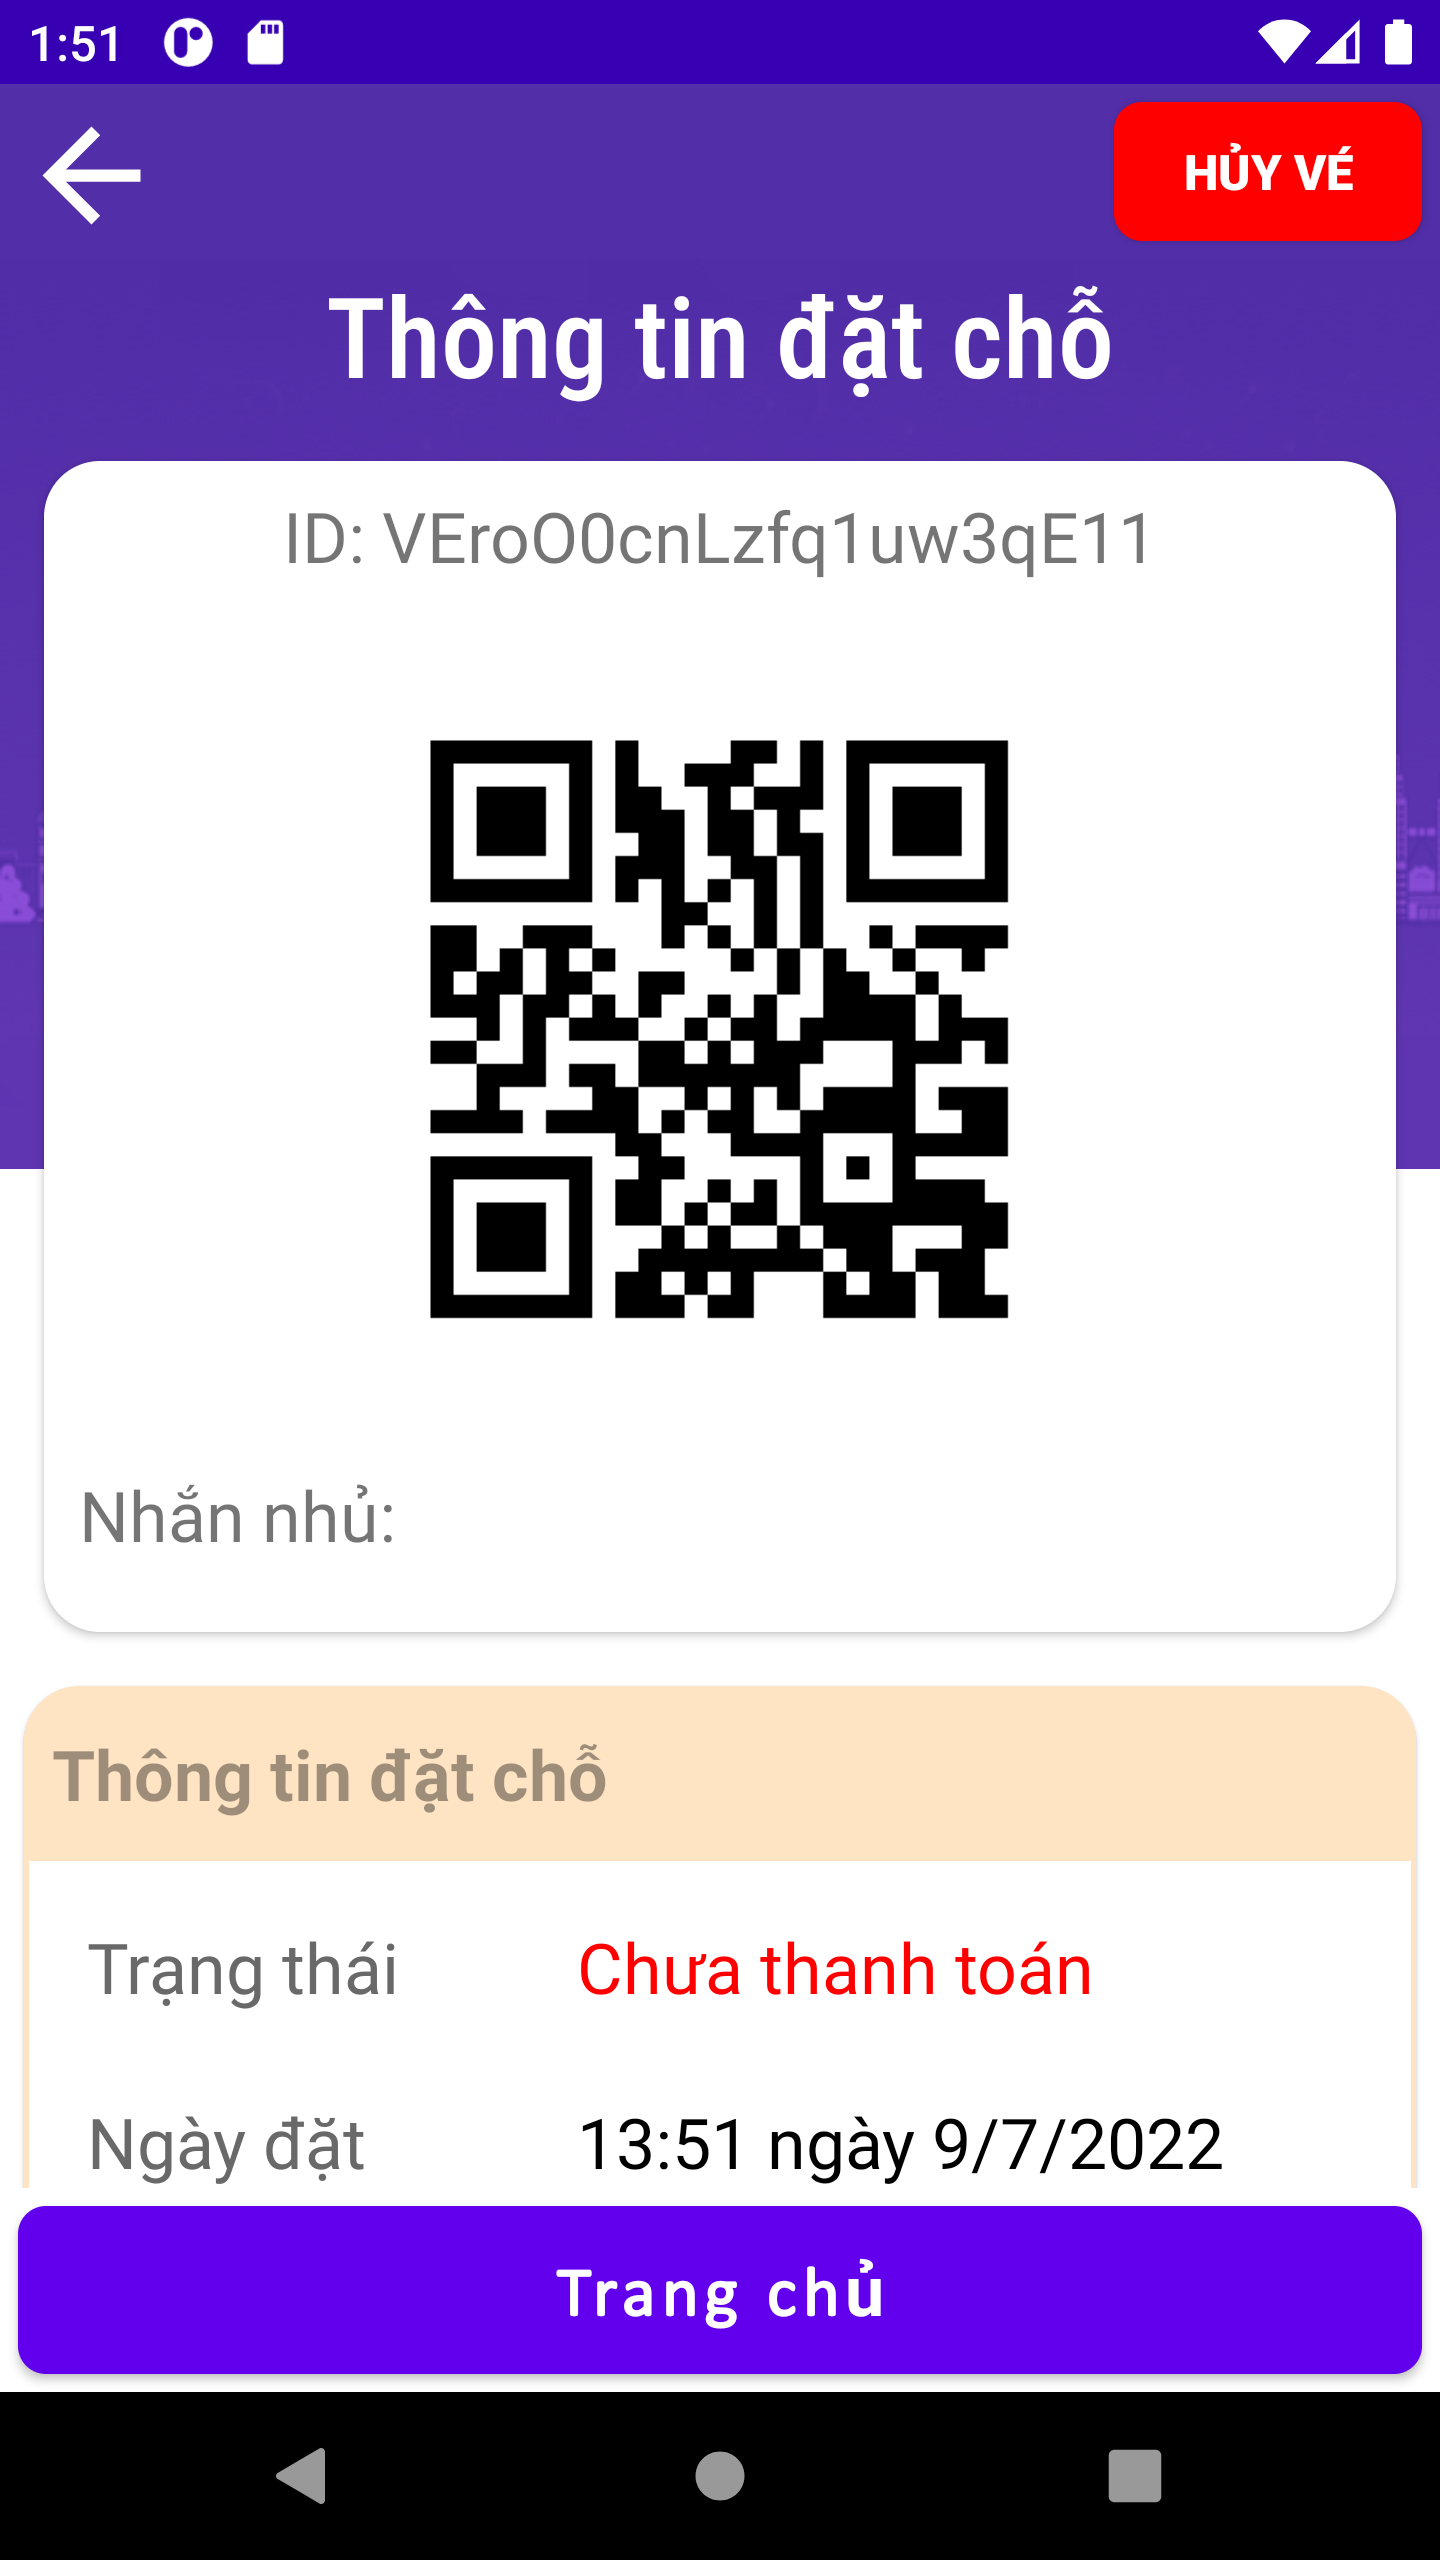 1:51
HỦY VÉ
Thông tin đặt chỗ
ID: VEroO0cnLzfq1uw3qE11
Nhắn nhủ:
Thông tin đặt chỗ
Trạng thái Chưa thanh toán
Ngày đặt 13:51 ngày 9/7/2022
Trang chủ